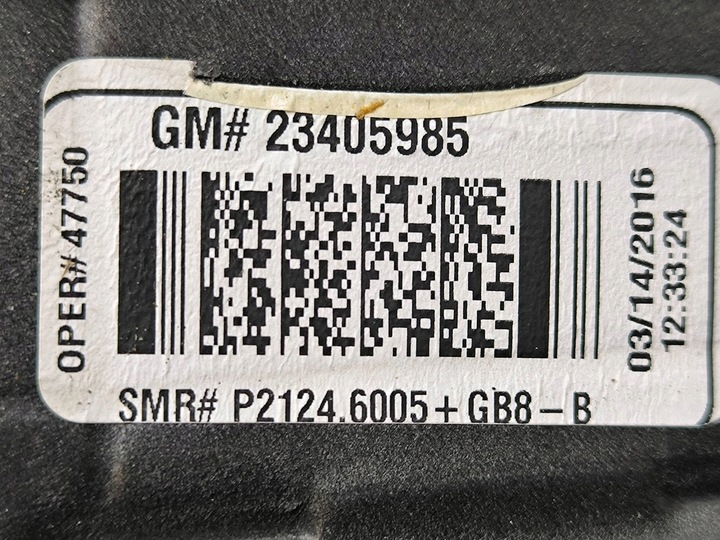 GM# 23405985
OPER# 47750
03/14/2016
12:33:24
SMR# P2124.6005+GB8-B